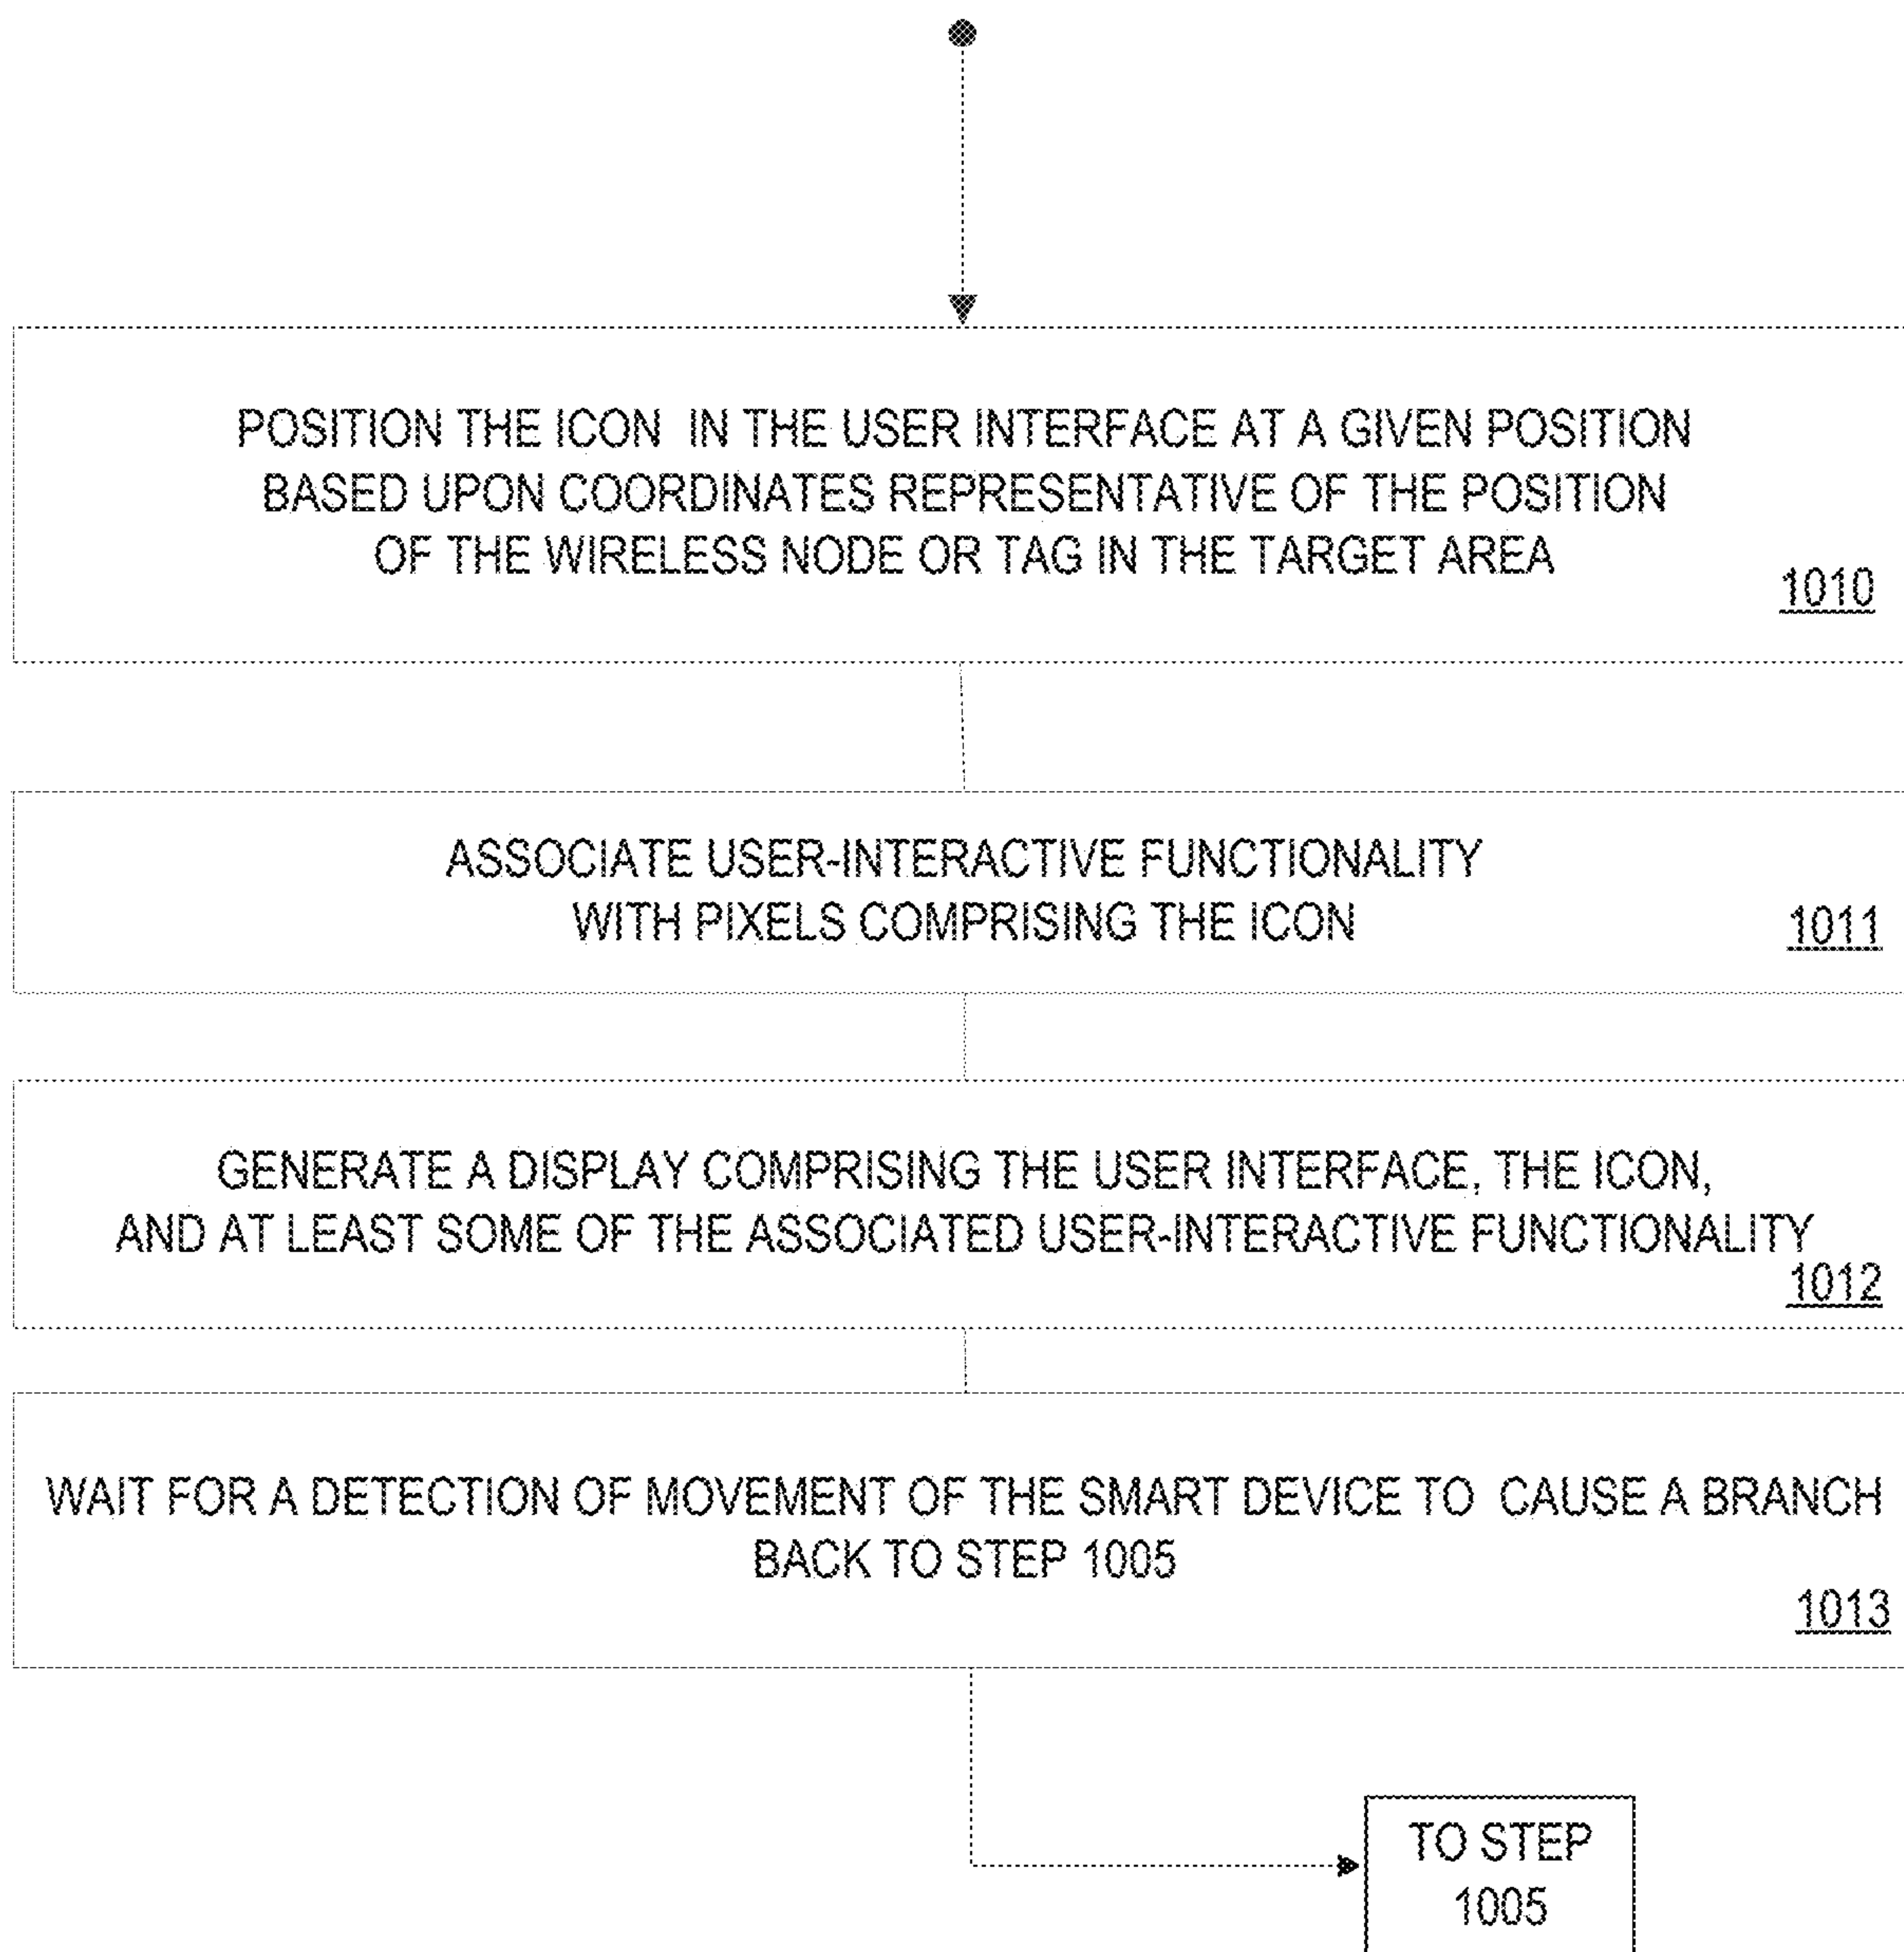 POSITION THE ICON IN THE USER INTERFACE AT A GIVEN POSITION
BASED UPON COORDINATES REPRESENTATIVE OF THE POSITION
OF THE WIRELESS NODE OR TAG IN THE TARGET AREA
1010
ASSOCIATE USER-INTERACTIVE FUNCTIONALITY
WITH PIXELS COMPRISING THE ICON
1011
GENERATE A DISPLAY COMPRISING THE USER INTERFACE, THE ICON,
AND AT LEAST SOME OF THE ASSOCIATED USER-INTERACTIVE FUNCTIONALITY
1012
WAIT FOR A DETECTION OF MOVEMENT OF THE SMART DEVICE TO CAUSE A BRANCH
BACK TO STEP 1005
1013
TO STEP
1005